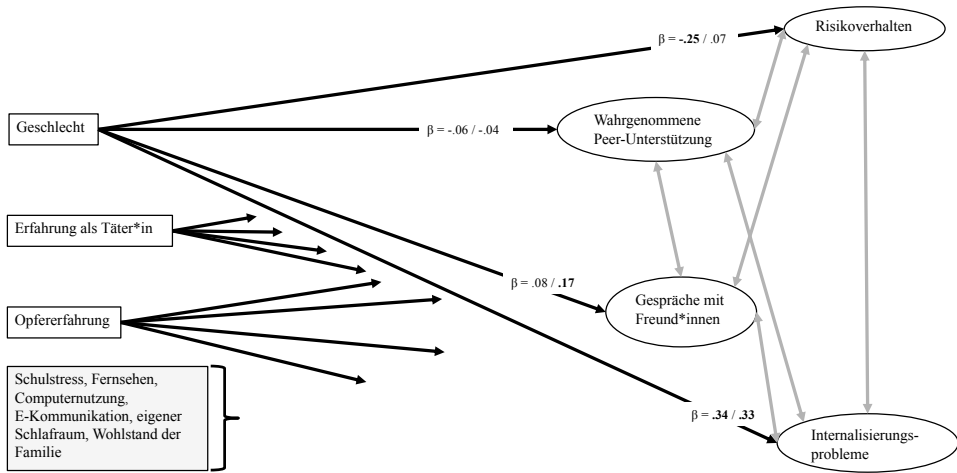 Risikoverhalten
β = -.25 / .07
Geschlecht
β = -.06 / -.04
Wahrgenommene
Peer-Unterstützung
Erfahrung als Täter*in
β = .08 / .17
Gespräche mit
Freund*innen
Opfererfahrung
Schulstress, Fernsehen,
Computernutzung,
E-Kommunikation, eigener
Schlafraum, Wohlstand der
Familie
β = .34 / .33
Internalisierungs-
probleme